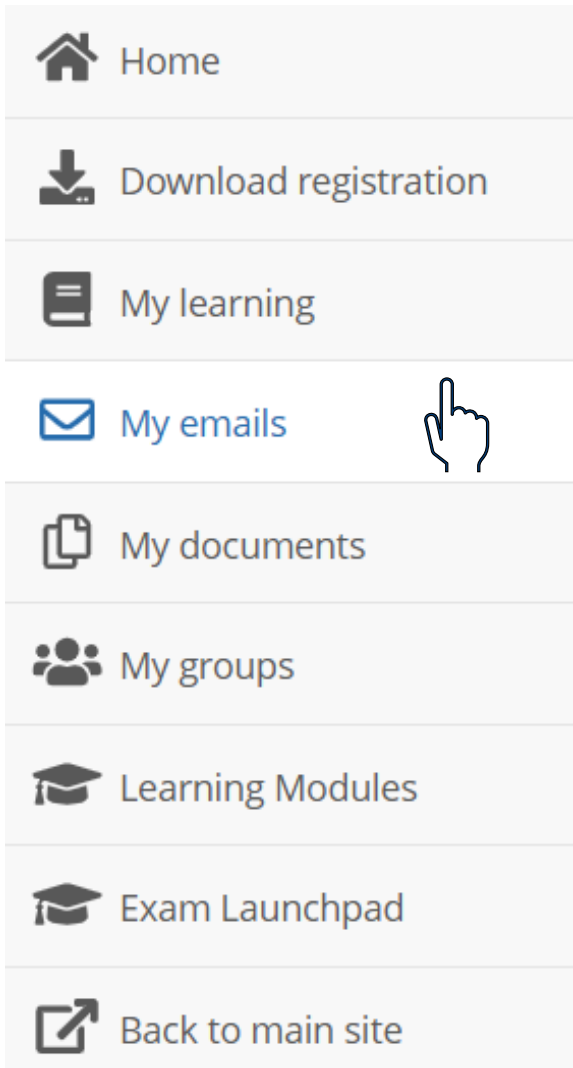 Home
Download registration
My learning
My emails
My documents
My groups
Learning Modules
Exam Launchpad
Back to main site